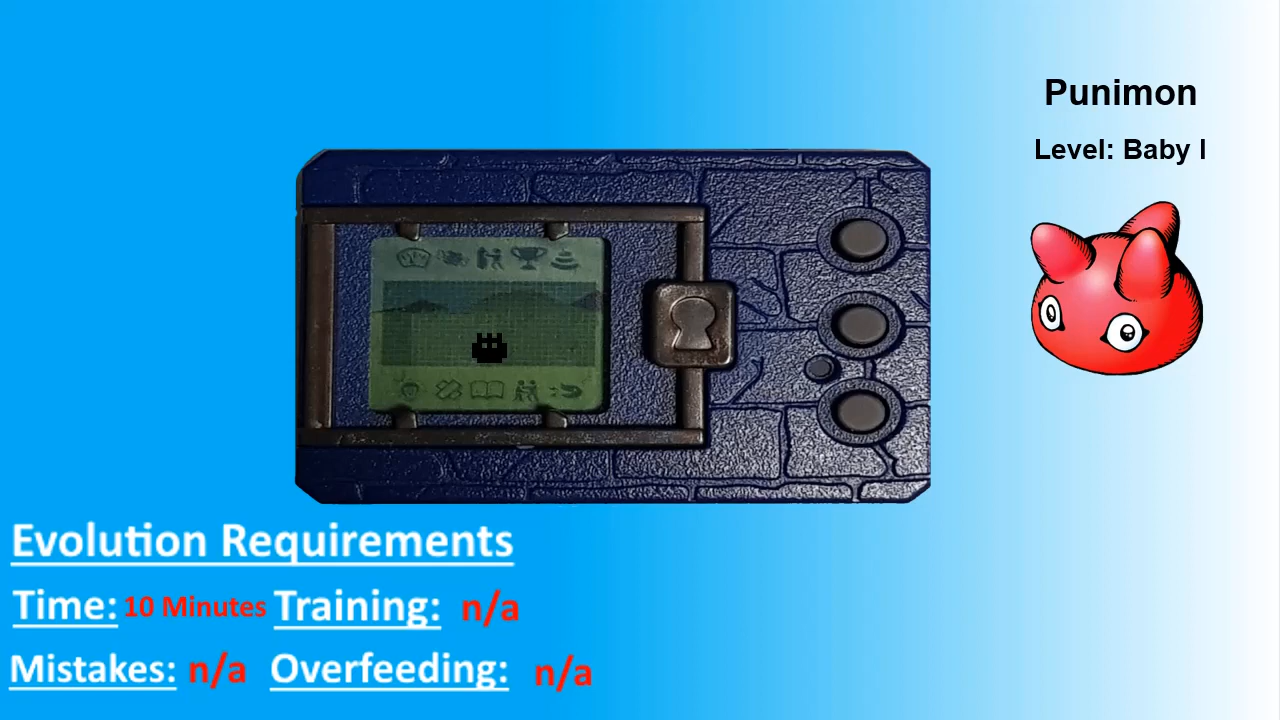 Punimon
Level: Baby I
Evolution Requirements
Time: 10 Minutes Training: n/a
Mistakes: n/a Overfeeding: n/a